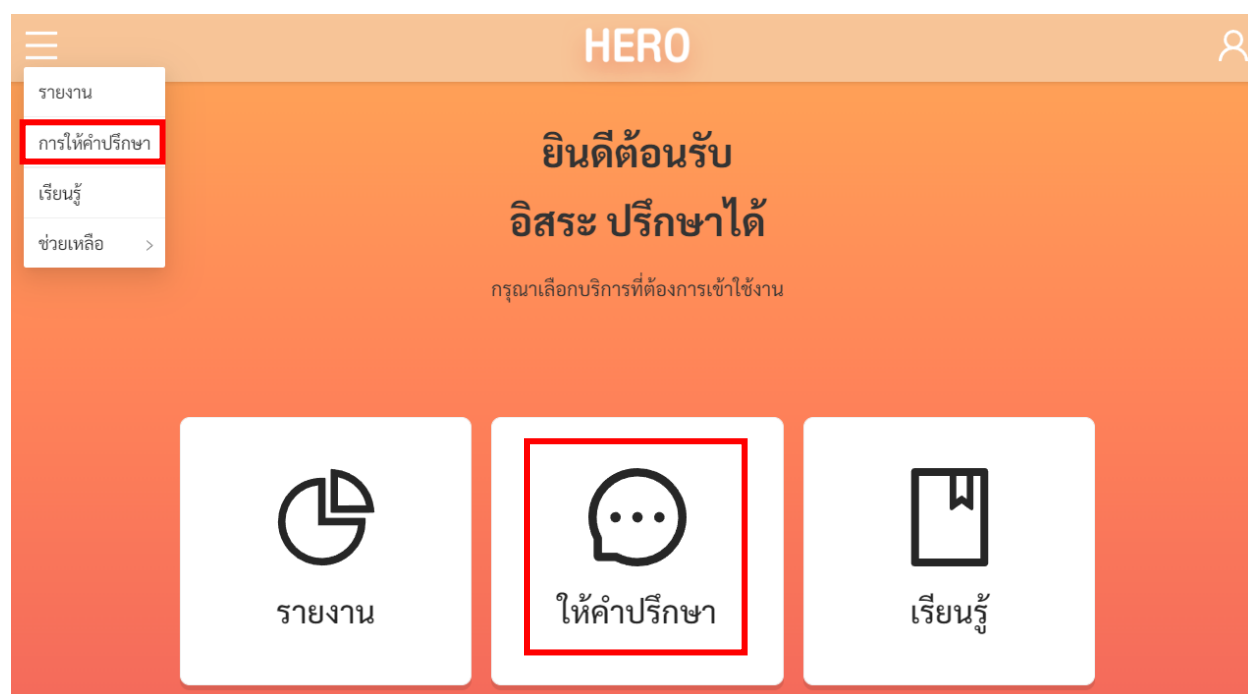 HERO
รายงาน
การให้คำปรึกษา
เรียนรู้
ช่วยเหลือ >
ยินดีต้อนรับ
อิสระ ปรึกษาได้
กรุณาเลือกบริการที่ต้องการเข้าใช้งาน
รายงาน
ให้คำปรึกษา
เรียนรู้